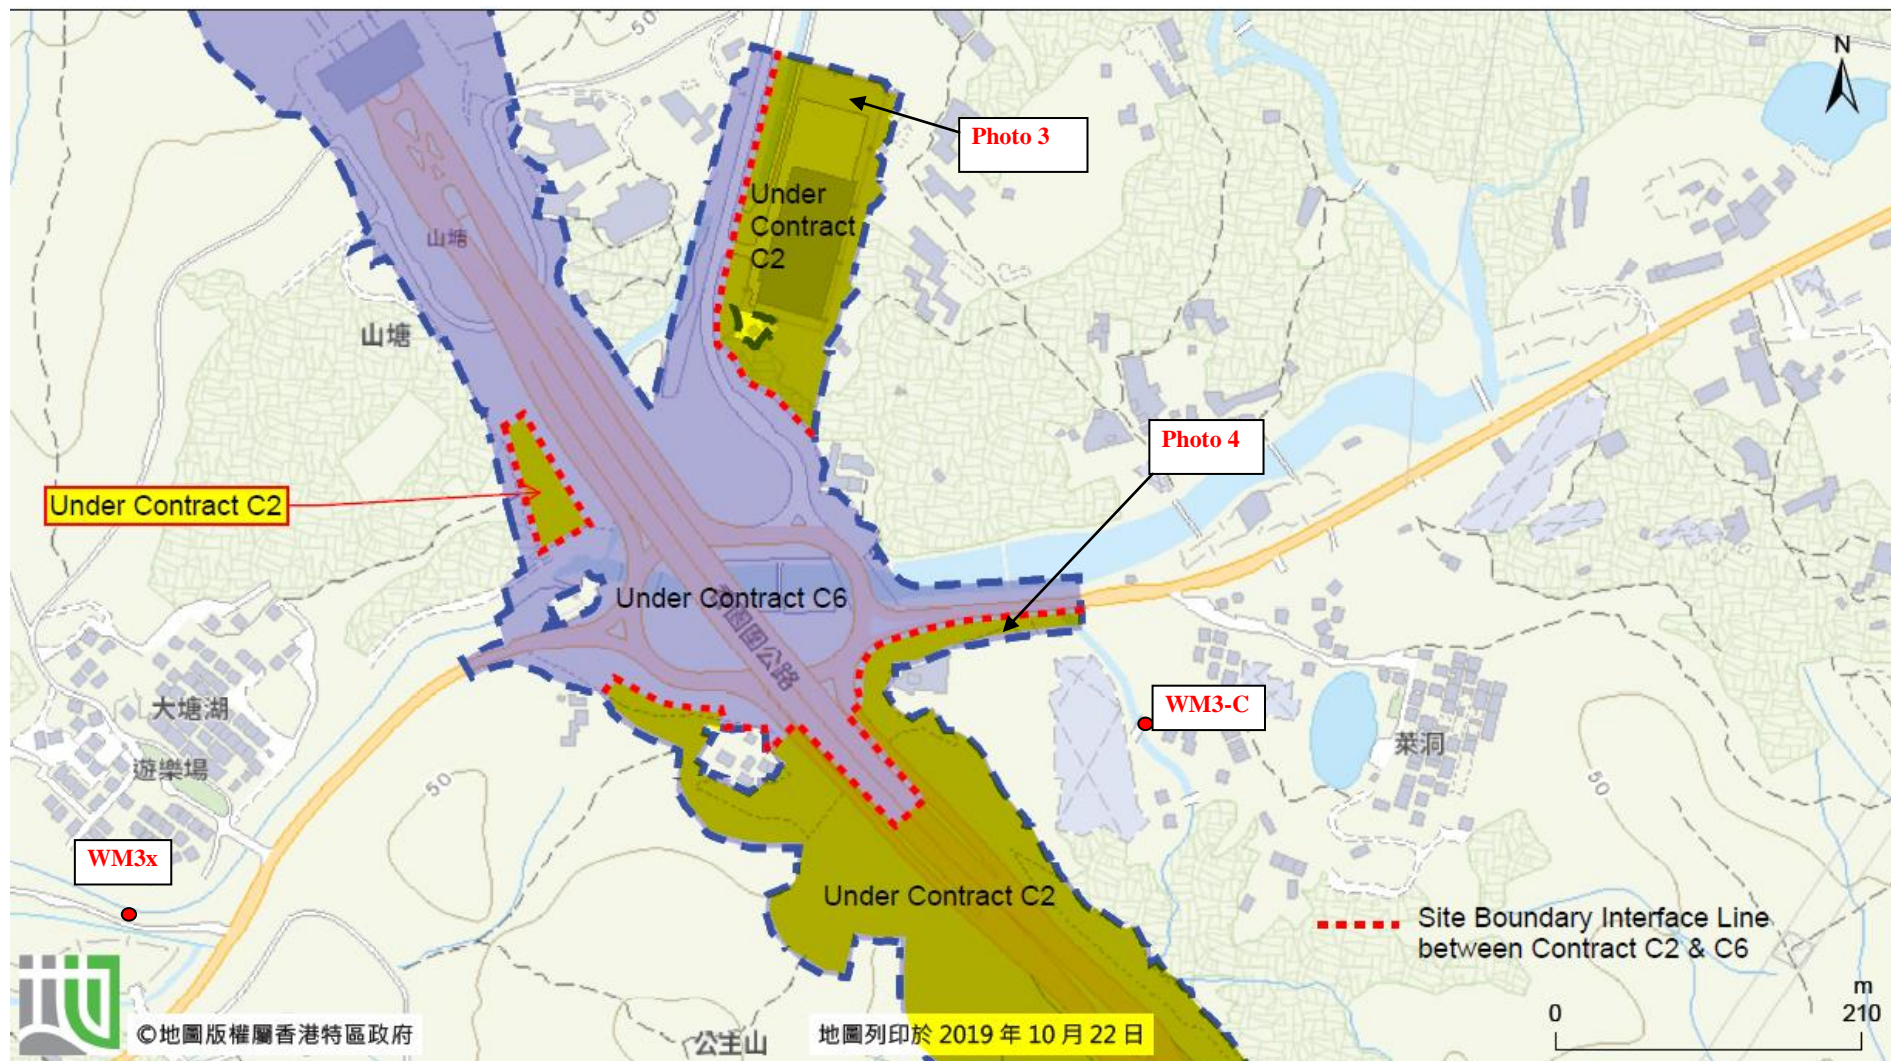 50
N
Photo 3
Under
Contract
C2
山塘
山塘
Photo 4
Under Contract C2
Under Contract C6
公路
大塘湖
遊樂場
WM3-C
萊洞
50
50
WM3x
Under Contract C2
Site Boundary Interface Line
between Contract C2 & C6
m
0 210
©地圖版權屬香港特區政府
公主山
地圖列印於 2019 年 10 月 22 日